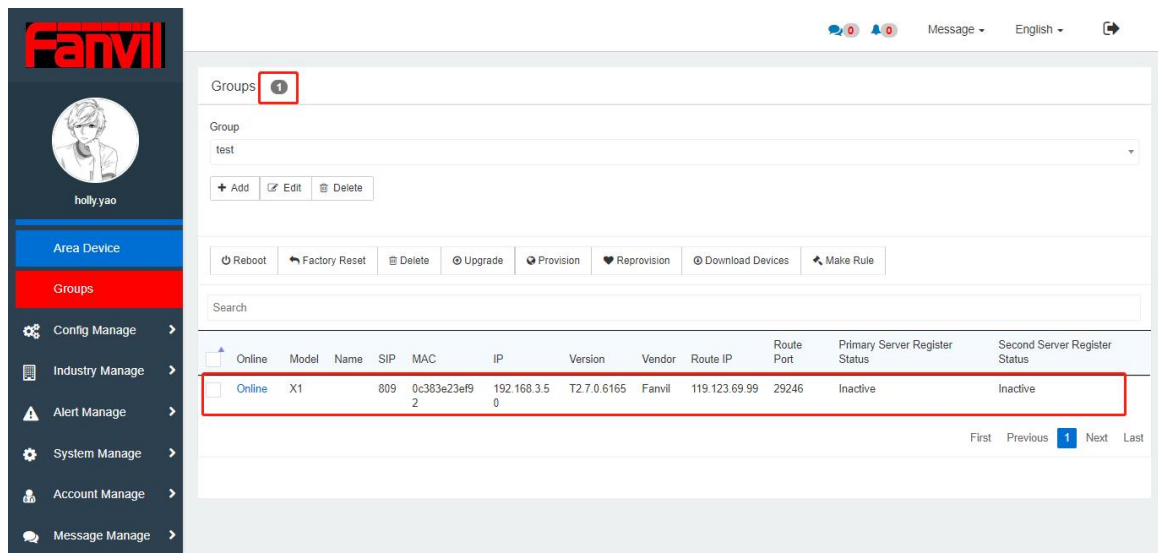 Fanvil
0 0 Message English
Groups 1
Group
test
Add Edit Delete
holly.yao
Area Device
Groups
Config Manage
Industry Manage
Alert Manage
System Manage
Account Manage
Message Manage
Reboot Factory Reset Delete Upgrade Provision Reprovision Download Devices Make Rule
Search
Online Model Name SIP MAC IP Version Vendor Route IP Route Port Primary Server Register Status Second Server Register Status
Online X1 809 0c383e23ef9 192.168.3.5 T2.7.0.6165 Fanvil 119.123.69.99 29246 Inactive Inactive
2 0
First Previous 1 Next Last